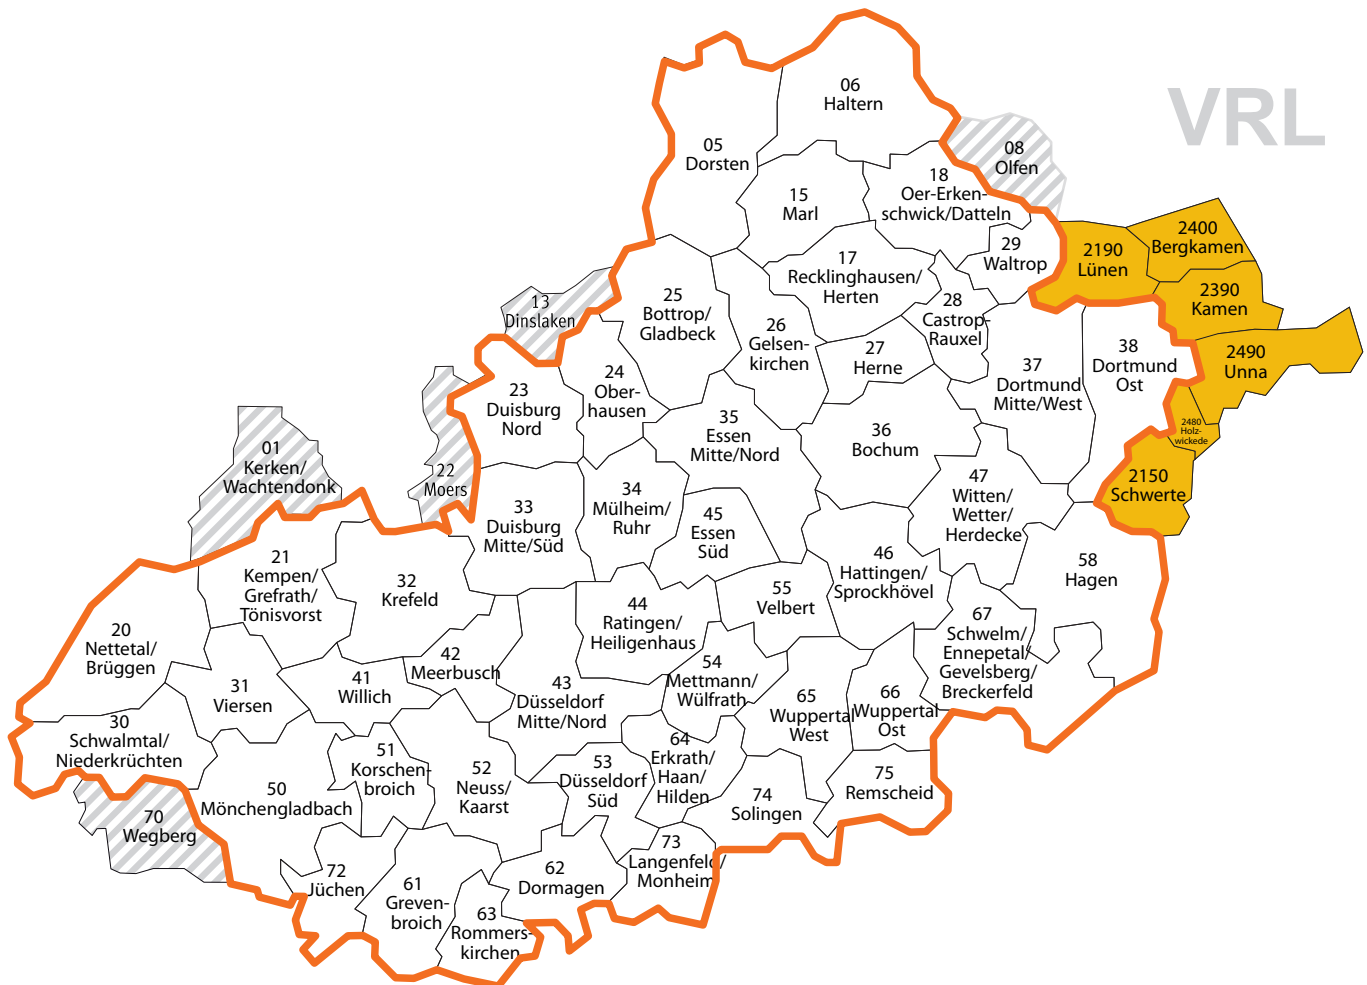 VRL
06
Haltern
05
Dorsten
08
Olfen
18
Oer-Erken-
schwick/Datteln
15
Marl
29
Waltrop
2190
Lünen
2400
Bergkamen
2390
Kamen
2490
Unna
2480
Holz-
wickede
2150
Schwerte
17
Recklinghausen/
Herten
13
Dinslaken
25
Bottrop/
Gladbeck
26
Gelsen-
kirchen
28
Castrop-
Rauxel
27
Herne
37
Dortmund
Mitte/West
38
Dortmund
Ost
23
Duisburg
Nord
24
Ober-
hausen
35
Essen
Mitte/Nord
36
Bochum
01
Kerken/
Wachtendonk
22
Moers
33
Duisburg
Mitte/Süd
34
Mülheim/
Ruhr
45
Essen
Süd
47
Witten/
Wetter/
Herdecke
46
Hattingen/
Sprockhövel
58
Hagen
21
Kempen/
Grefrath/
Tönisvorst
32
Krefeld
44
Ratingen/
Heiligenhaus
55
Velbert
67
Schwelm/
Ennepetal/
Gevelsberg/
Breckerfeld
20
Nettetal/
Brüggen
31
Viersen
41
Willich
42
Meerbusch
43
Düsseldorf
Mitte/Nord
54
Mettmann/
Wülfrath
65
Wuppertal
West
66
Wuppertal
Ost
30
Schwalmtal/
Niederkrüchten
50
Mönchengladbach
51
Korschen-
broich
52
Neuss/
Kaarst
53
Düsseldorf
Süd
64
Erkrath/
Haan/
Hilden
74
Solingen
75
Remscheid
70
Wegberg
72
Jüchen
61
Greven-
broich
63
Rommers-
kirchen
62
Dormagen
73
Langenfeld/
Monheim